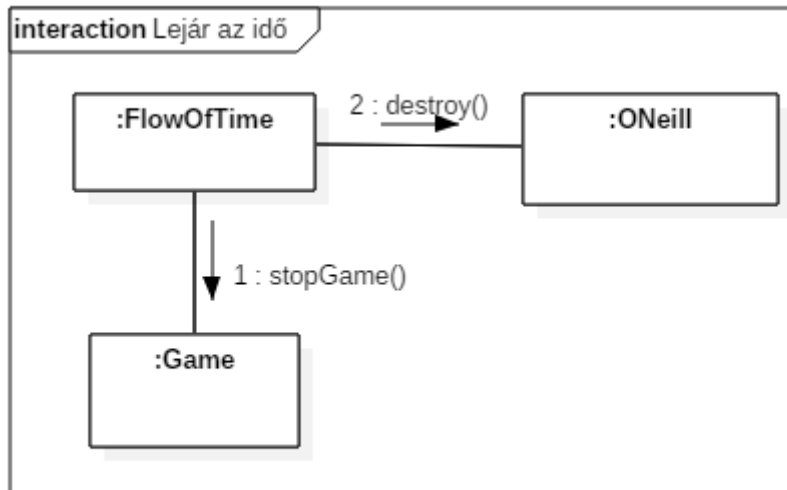 interaction Lejár az idő
2 : destroy()
:FlowOfTime
:ONeill
1 : stopGame()
:Game